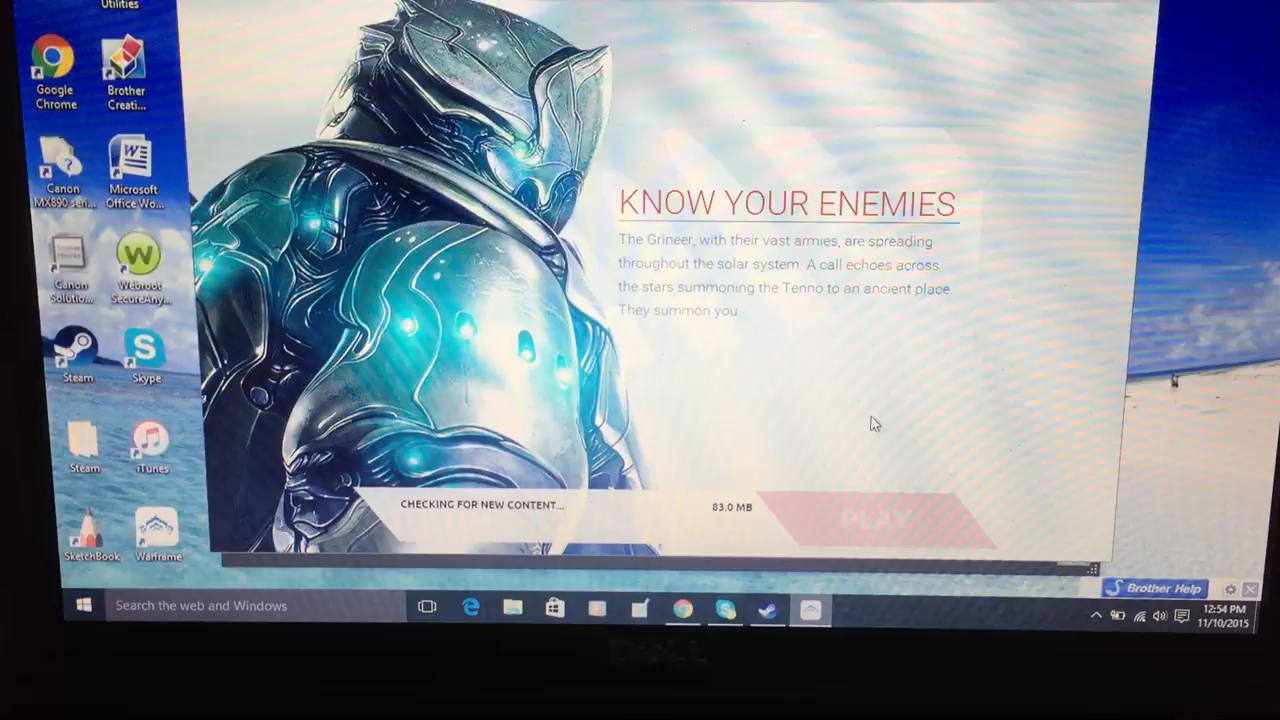 Utilities
Google
Chrome
Brother
Creati...
Canon
MX890 seri...
Microsoft
Office Wo...
Canon
Solutio...
Webroot
SecureAny...
Steam
Skype
Steam
iTunes
SketchBook
Warframe
KNOW YOUR ENEMIES
The Grineer, with their vast armies, are spreading
throughout the solar system. A call echoes across
the stars summoning the Tenno to an ancient place.
They summon you.
CHECKING FOR NEW CONTENT...
83.0 MB
PLAY
Brother Help
Search the web and Windows
12:54 PM
11/10/2015
DELL